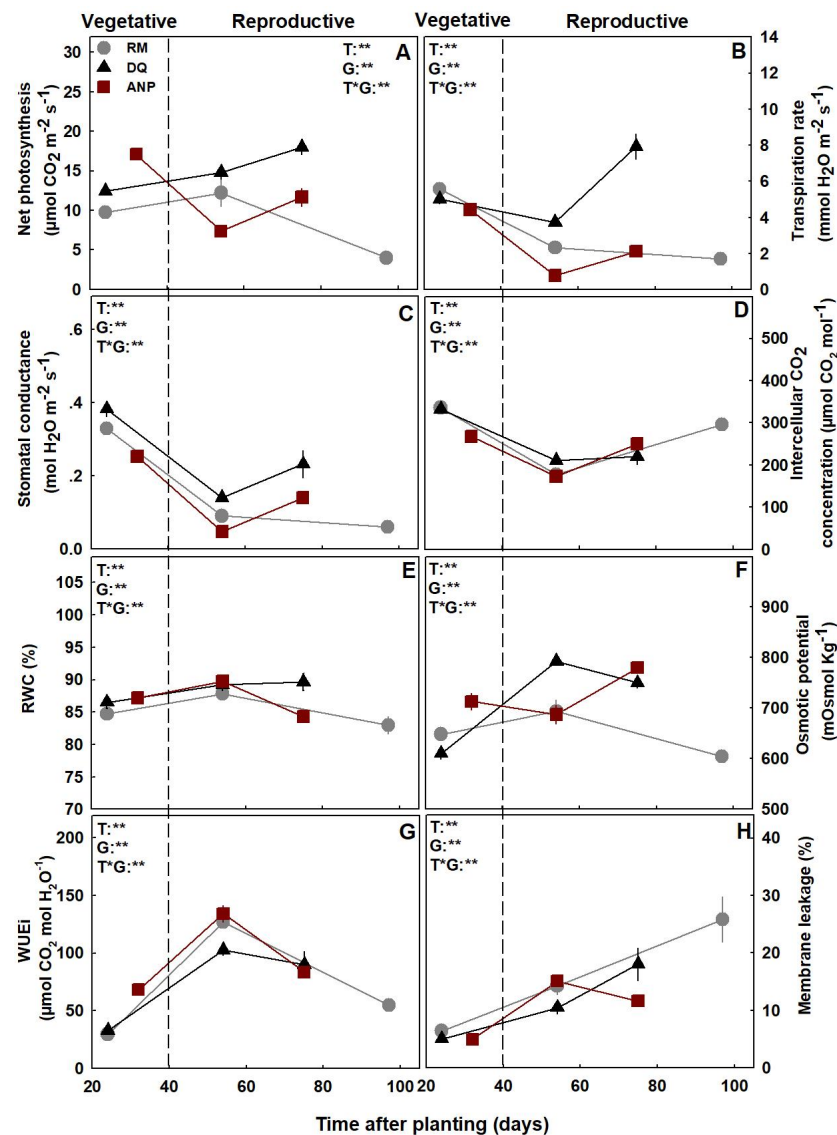 Vegetative Reproductive Vegetative Reproductive
Net photosynthesis
(µmol CO2 m-2 s-1)
30
25
20
15
10
5
0
RM
DQ
ANP
A
T:**
G:**
T*G:**
B
T:**
G:**
T*G:**
14
12
10
8
6
4
2
0
Transpiration rate
(mmol H2O m-2 s-1)
Stomatal conductance
(mol H2O m-2 s-1)
.6
.4
.2
0.0
T:**
G:**
T*G:**
C
T:**
G:**
T*G:**
D
500
400
300
200
100
0
Intercellular CO2
concentration (µmol CO2 mol-1)
RWC (%)
105
100
95
90
85
80
75
70
T:**
G:**
T*G:**
E
T:**
G:**
T*G:**
F
900
800
700
600
500
Osmotic potential
(mOsmol Kg-1)
WUEi
(µmol CO2 mol H2O-1)
200
150
100
50
0
T:**
G:**
T*G:**
G
T:**
G:**
T*G:**
H
40
30
20
10
0
Membrane leakage (%)
20 40 60 80 100 20 40 60 80 100
Time after planting (days)